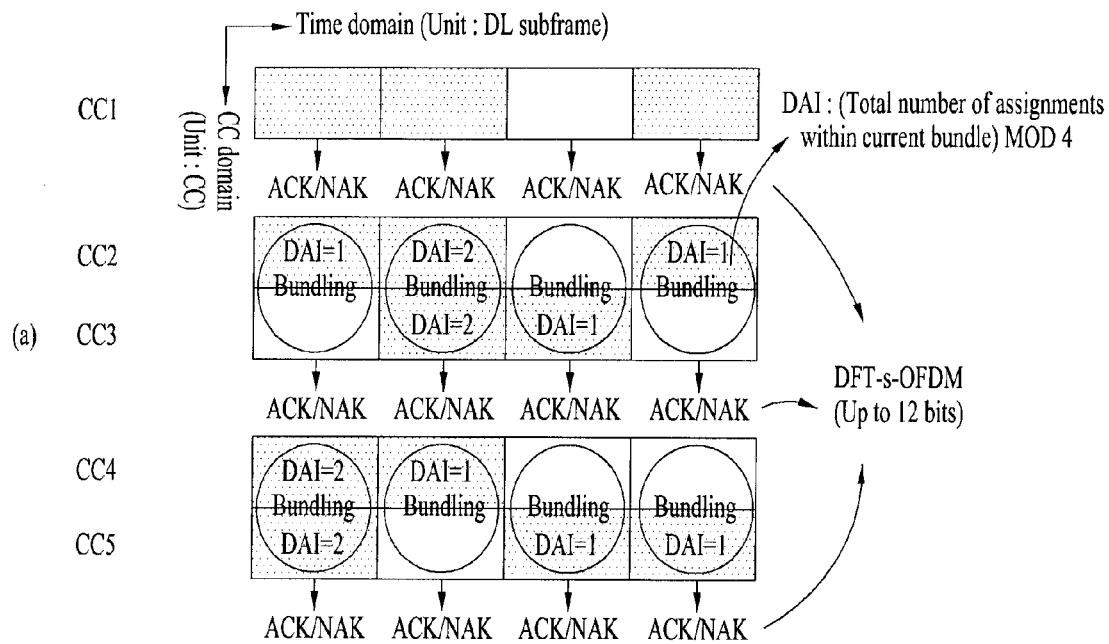 Time domain (Unit : DL subframe)
CC domain
(Unit : CC)
CC1
DAI : (Total number of assignments
within current bundle) MOD 4
ACK/NAK ACK/NAK ACK/NAK ACK/NAK
CC2
DAI=1 DAI=2 DAI=1
Bundling Bundling Bundling Bundling
(a)
CC3
DAI=2 DAI=1
ACK/NAK ACK/NAK ACK/NAK ACK/NAK
DFT-s-OFDM
(Up to 12 bits)
CC4
DAI=2 DAI=1
Bundling Bundling Bundling Bundling
CC5
DAI=2 DAI=1 DAI=1
ACK/NAK ACK/NAK ACK/NAK ACK/NAK